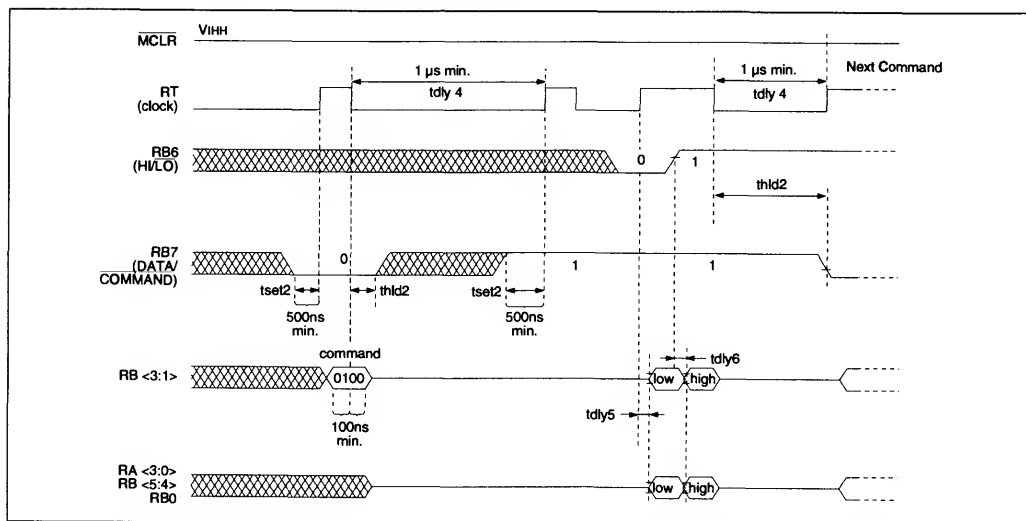 MCLR VIHH
1 µs min. 1 µs min. Next Command
RT
(clock)
tdly 4 tdly 4
RB6
(HI/LO)
0 1
thld2
RB7
(DATA/
COMMAND)
0 1 1
tset2 thld2 tset2
500ns
min.
500ns
min.
command
tdly6
RB <3:1> 0100 low high
tdly5
100ns
min.
RA <3:0>
RB <5:4>
RB0
low high